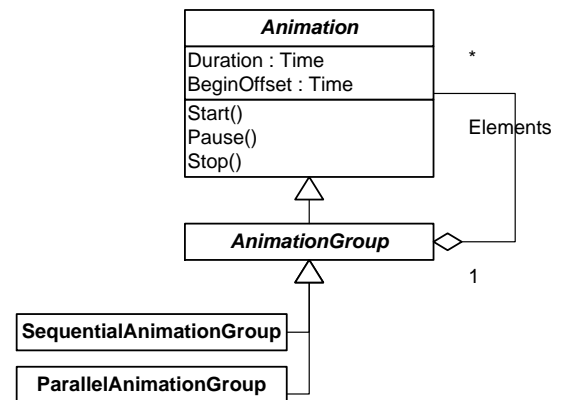 Animation
Duration : Time
BeginOffset : Time
*
Start()
Pause()
Stop()
Elements
AnimationGroup
1
SequentialAnimationGroup
ParallelAnimationGroup